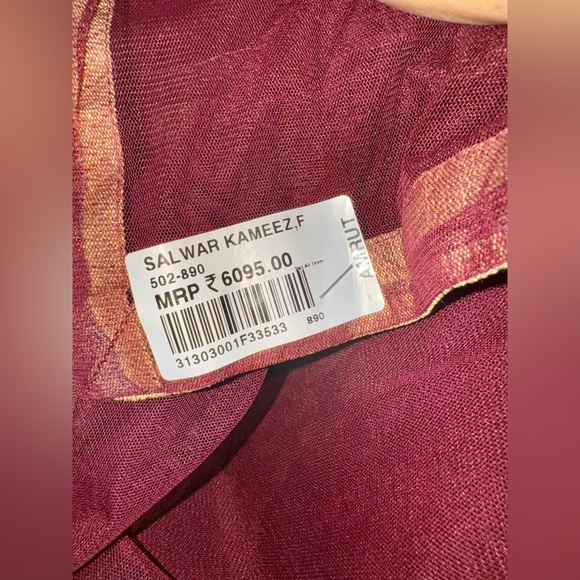 SALWAR KAMEEZ,F
502-890
MRP ₹ 6095.00
31303001F33533
890
AMRUT